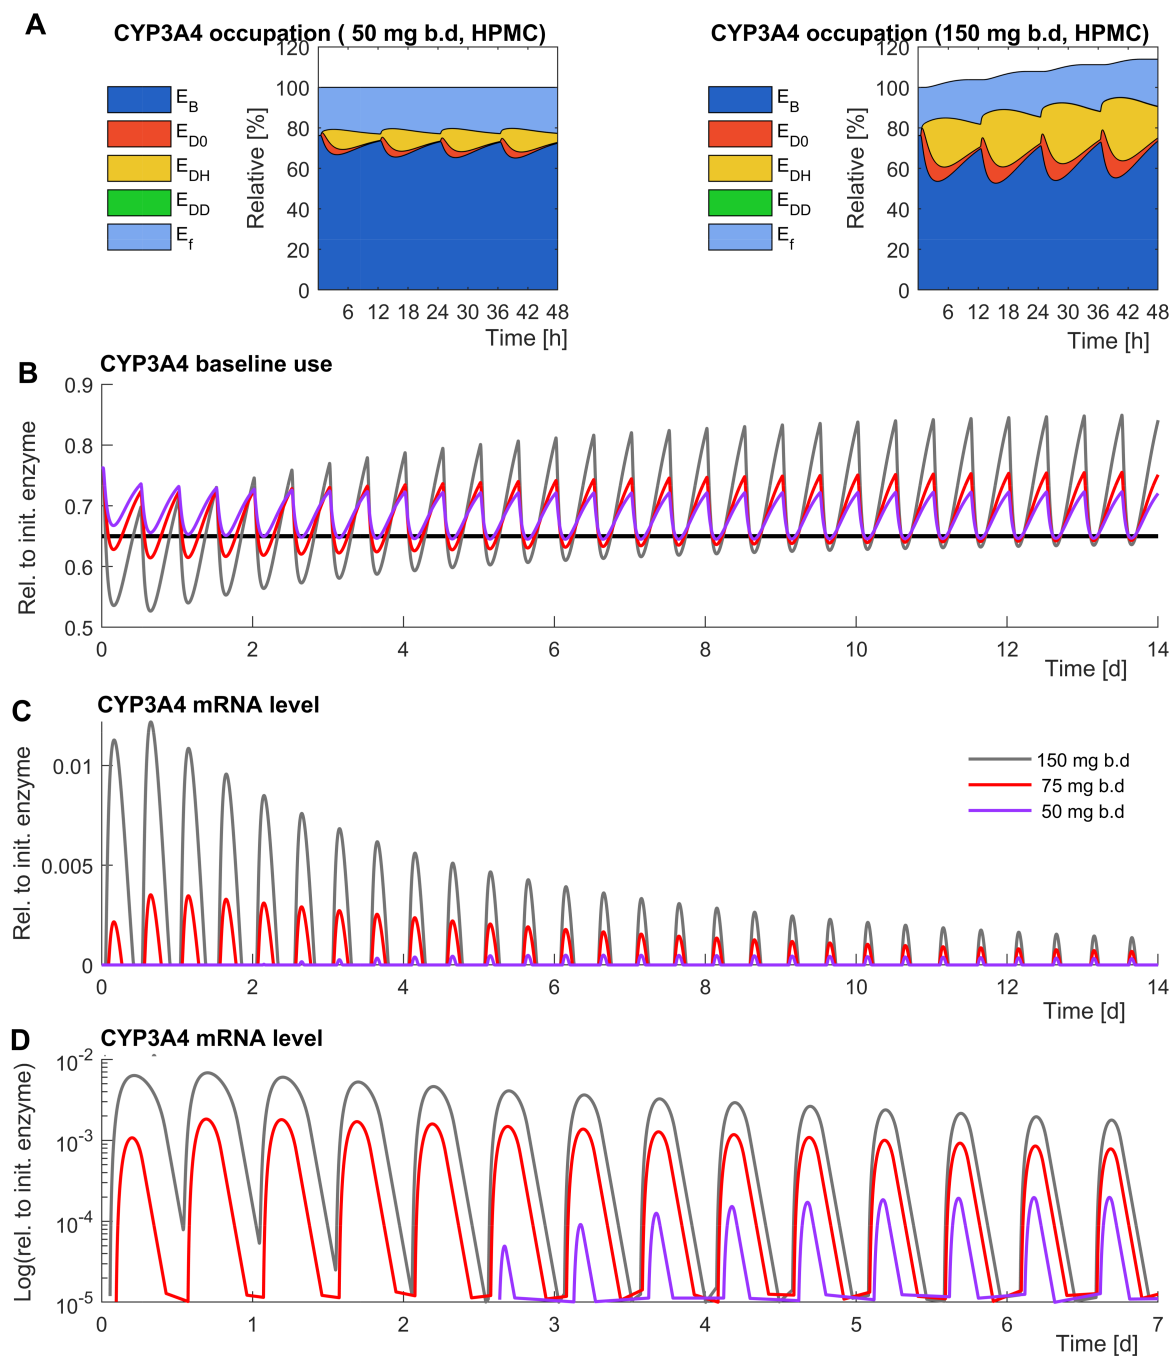 A
CYP3A4 occupation ( 50 mg b.d, HPMC)
E_B
E_D0
E_DH
E_DD
E_f
Relative [%]
120
100
80
60
40
20
0
6 12 18 24 30 36 42 48
Time [h]
CYP3A4 occupation (150 mg b.d, HPMC)
E_B
E_D0
E_DH
E_DD
E_f
Relative [%]
120
100
80
60
40
20
0
6 12 18 24 30 36 42 48
Time [h]
B
CYP3A4 baseline use
Rel. to init. enzyme
0.9
0.8
0.7
0.6
0.5
0 2 4 6 8 10 12 14
Time [d]
C
CYP3A4 mRNA level
Rel. to init. enzyme
0.01
0.005
0
150 mg b.d
75 mg b.d
50 mg b.d
0 2 4 6 8 10 12 14
Time [d]
D
CYP3A4 mRNA level
Log(rel. to init. enzyme)
10^-2
10^-3
10^-4
10^-5
0 1 2 3 4 5 6 7
Time [d]